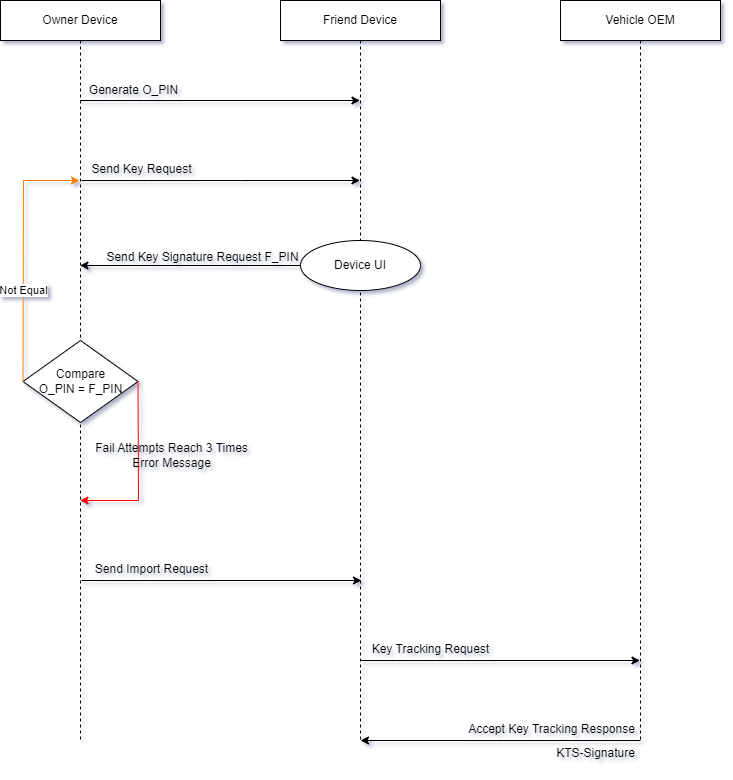 Owner Device
Friend Device
Vehicle OEM
Generate O_PIN
Send Key Request
Send Key Signature Request F_PIN
Device UI
Not Equal
Compare
O_PIN = F_PIN
Fail Attempts Reach 3 Times
Error Message
Send Import Request
Key Tracking Request
Accept Key Tracking Response
KTS-Signature